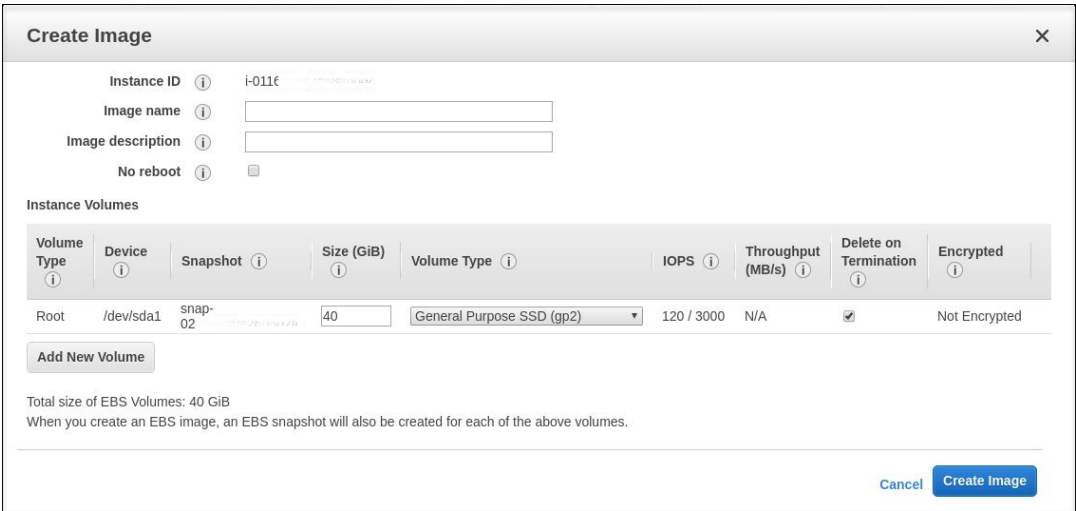 Create Image
Instance ID i-0116
Image name
Image description
No reboot
Instance Volumes
Volume Type Device Snapshot Size (GiB) Volume Type IOPS Throughput (MB/s) Delete on Termination Encrypted
Root /dev/sda1 snap-02 40 General Purpose SSD (gp2) 120 / 3000 N/A Not Encrypted
Add New Volume
Total size of EBS Volumes: 40 GiB
When you create an EBS image, an EBS snapshot will also be created for each of the above volumes.
Cancel Create Image